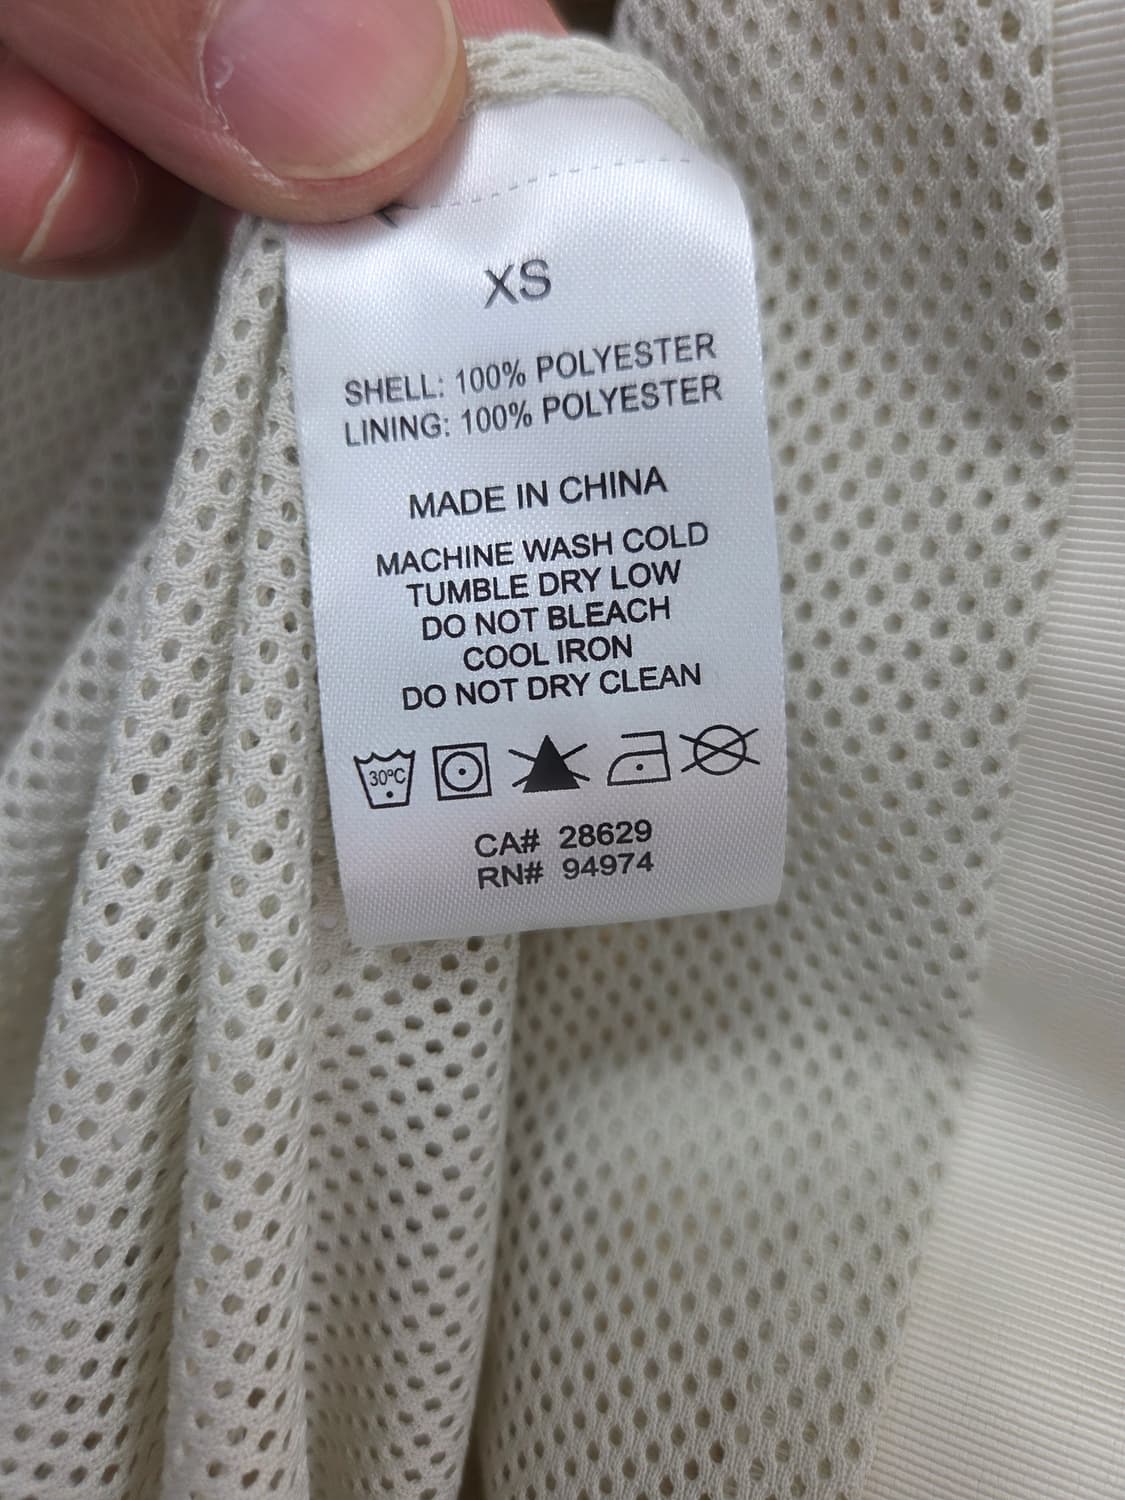 XS
SHELL: 100% POLYESTER
LINING: 100% POLYESTER
MADE IN CHINA
MACHINE WASH COLD
TUMBLE DRY LOW
DO NOT BLEACH
COOL IRON
DO NOT DRY CLEAN
30ºC
CA# 28629
RN# 94974